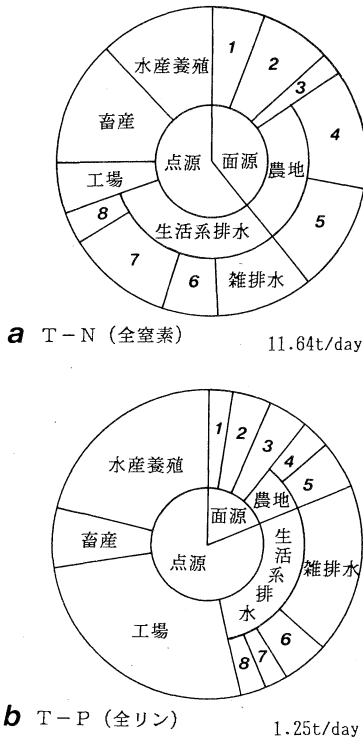 水産養殖
1
2
3
4
畜産
点源
面源
農地
工場
5
8
生活系排水
7
6
雑排水
a T-N (全窒素)
11.64t/day
1
2
3
4
水産養殖
5
面源
農地
畜産
点源
生活系排水
雑排水
工場
6
7
8
b T-P (全リン)
1.25t/day